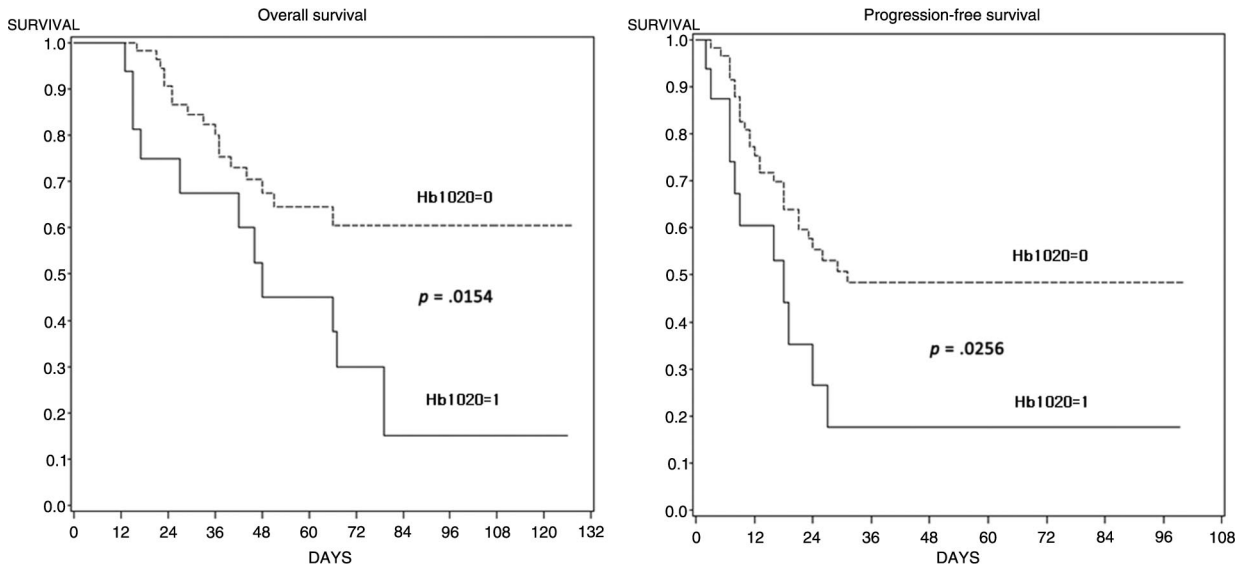 Overall survival
SURVIVAL
1.0
0.9
0.8
0.7
0.6
0.5
0.4
0.3
0.2
0.1
0.0
Hb1020=0
p = .0154
Hb1020=1
0 12 24 36 48 60 72 84 96 108 120 132
DAYS
Progression-free survival
SURVIVAL
1.0
0.9
0.8
0.7
0.6
0.5
0.4
0.3
0.2
0.1
0.0
Hb1020=0
p = .0256
Hb1020=1
0 12 24 36 48 60 72 84 96 108
DAYS